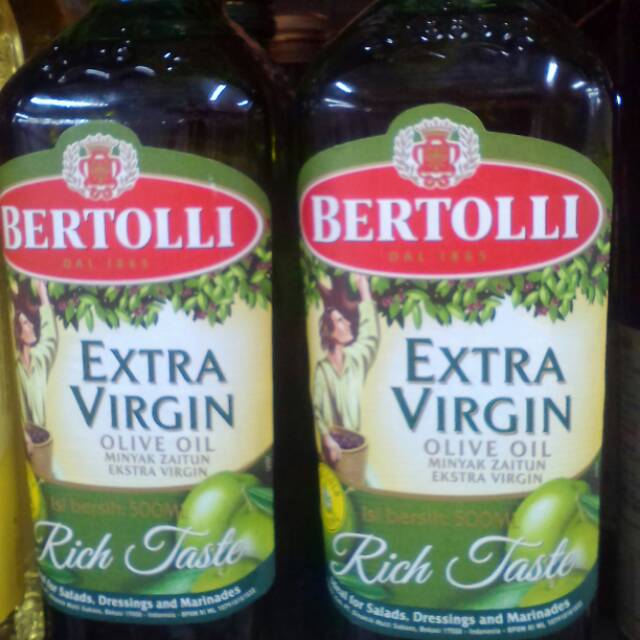 BERTOLLI
DAL 1865
EXTRA
VIRGIN
OLIVE OIL
MINYAK ZAITUN
EKSTRA VIRGIN
Isi bersih: 500ML
Rich Taste
for Salads, Dressings and Marinades
BERTOLLI
DAL 1865
EXTRA
VIRGIN
OLIVE OIL
MINYAK ZAITUN
EKSTRA VIRGIN
Isi bersih: 500ML
Rich Taste
for Salads, Dressings and Marinades